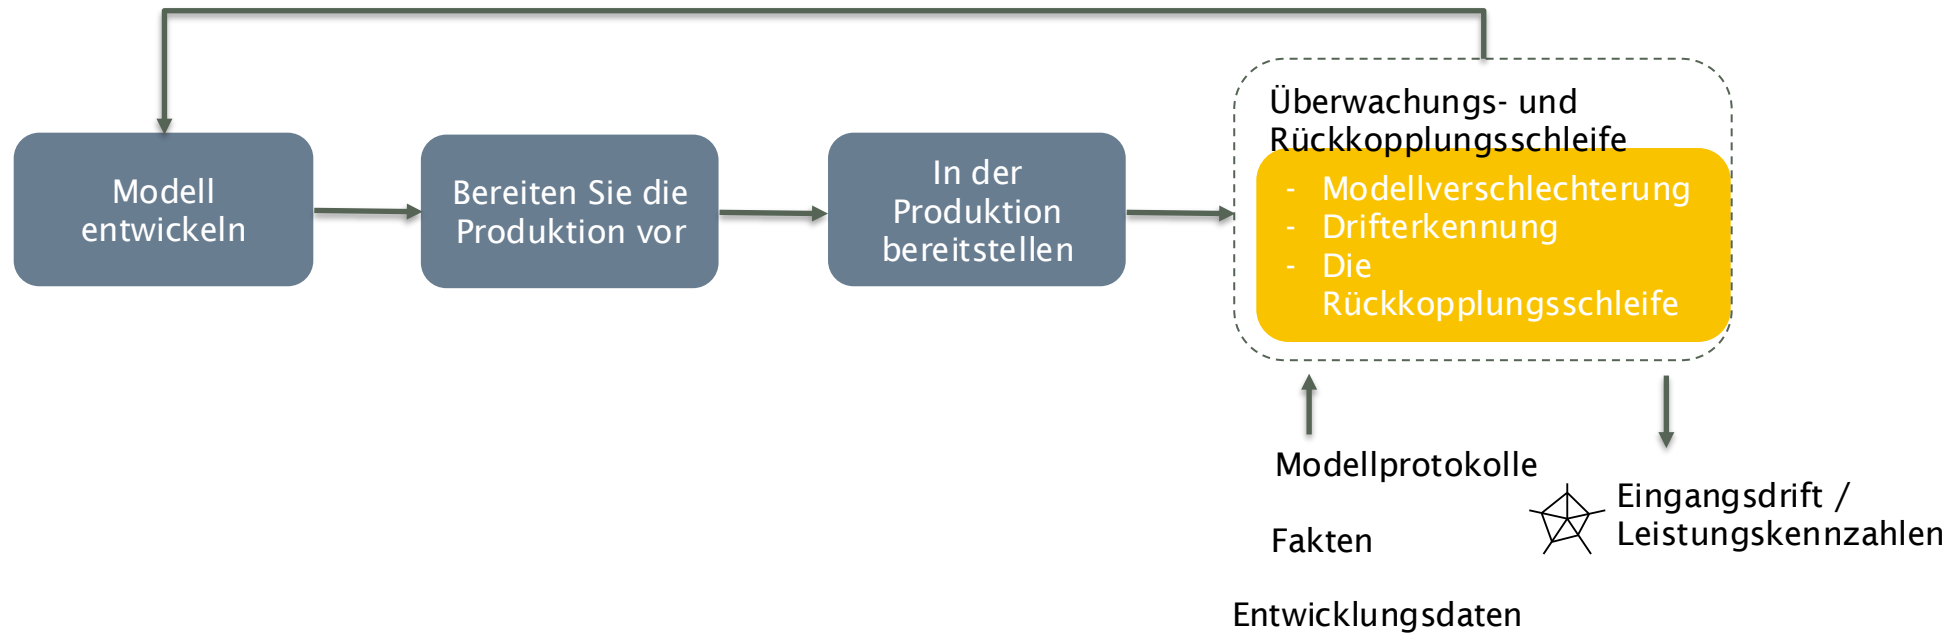 Modell
entwickeln
Bereiten Sie die
Produktion vor
In der
Produktion
bereitstellen
Überwachungs- und
Rückkopplungsschleife
- Modellverschlechterung
- Drifterkennung
- Die
Rückkopplungsschleife
Modellprotokolle
Fakten
Entwicklungsdaten
Eingangsdrift /
Leistungskennzahlen